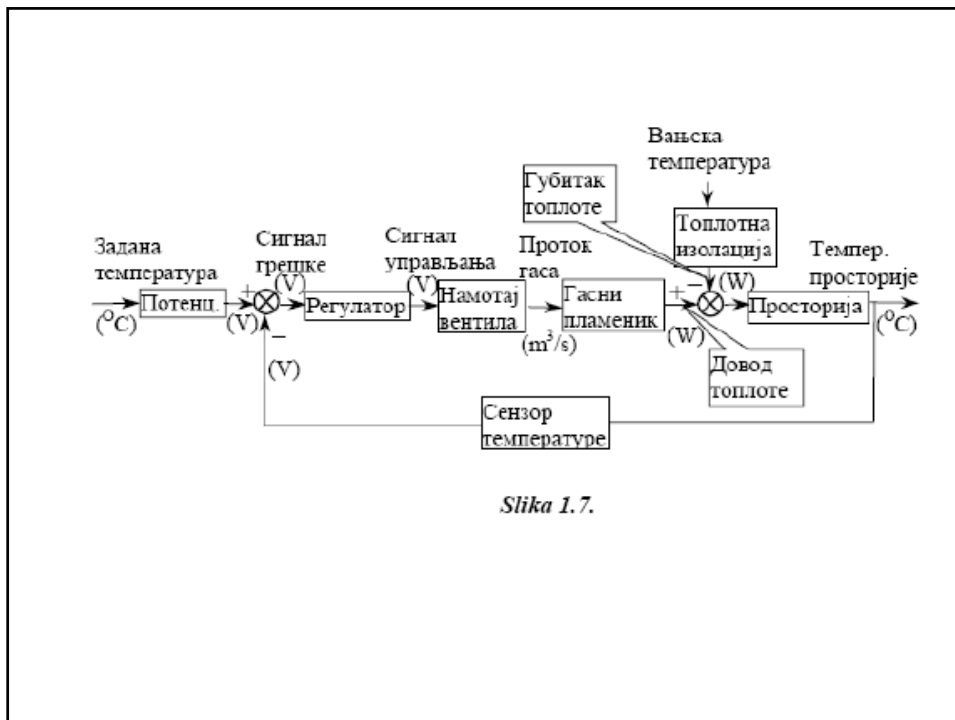 Вањска
температура
Губитак
топлоте
Топлотна
изолација
Задана
температура
Сигнал
грешке
Сигнал
управљања
Проток
гаса
Темпер.
просторије
Потенц.
+
(V)
Регулатор
(V)
Намотај
вентила
Гасни
пламеник
+
−
(W)
Просторија
(°C)
(V)
−
(V)
(m³/s)
(W)
(°C)
Довод
топлоте
Сензор
температуре
Slika 1.7.